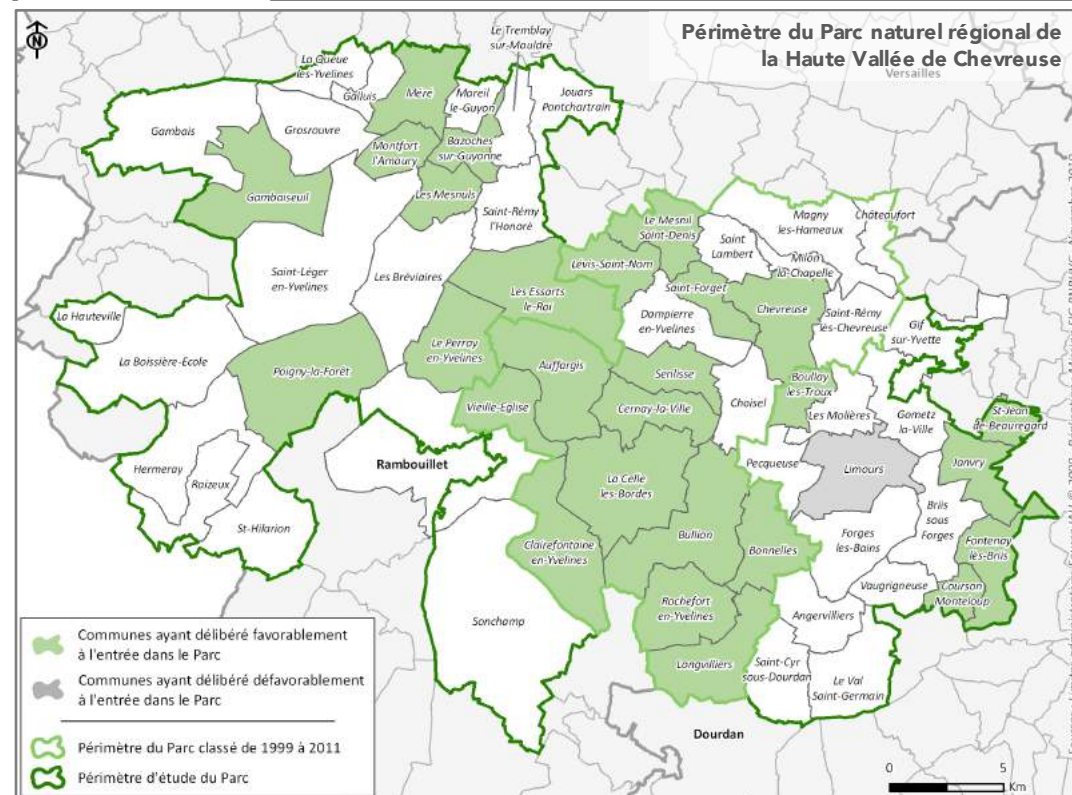 Périmètre du Parc naturel régional de
la Haute Vallée de Chevreuse
N
Le Tremblay
sur-Mauldre
Versailles
La Queue
les-Yvelines
Galluis
Méré
Mareil
le-Guyon
Jouars
Pontchartrain
Gambais
Grosrouvre
Montfort
l'Amaury
Bazoches
sur-Guyonne
Gambaiseuil
Les Mesnuls
Saint-Rémy
l'Honoré
Le Mesnil
Saint-Denis
Magny
les-Hameaux
Châteaufort
Saint
Lambert
Milon
la-Chapelle
Lévis-Saint-Nom
Saint-Forget
Saint-Léger
en-Yvelines
Les Bréviaires
Les Essarts
le-Roi
Chevreuse
Dampierre
en-Yvelines
Saint-Rémy
lès-Chevreuse
Gif
sur-Yvette
La Hauteville
La Boissière-Ecole
Poigny-la-Forêt
Le Perray
en-Yvelines
Auffargis
Senlisse
Boullay
les-Troux
Choisel
Les Molières
Gometz
la-Ville
St-Jean
de-Beauregard
Vieille-Eglise
Cernay-la-Ville
Hermeray
Raizeux
Rambouillet
Pecqueuse
Limours
Janvry
La Celle
les-Bordes
St-Hilarion
Briis
sous
Forges
Clairefontaine
en-Yvelines
Bullion
Bonnelles
Forges
les-Bains
Fontenay
lès-Briis
Vaugrigneuse
Courson
Monteloup
Rochefort
en-Yvelines
Angervilliers
Sonchamp
Longvilliers
Saint-Cyr
sous-Dourdan
Le Val
Saint-Germain
Dourdan
Communes ayant délibéré favorablement
à l'entrée dans le Parc
Communes ayant délibéré défavorablement
à l'entrée dans le Parc
Périmètre du Parc classé de 1999 à 2011
Périmètre d'étude du Parc
0 5
Km